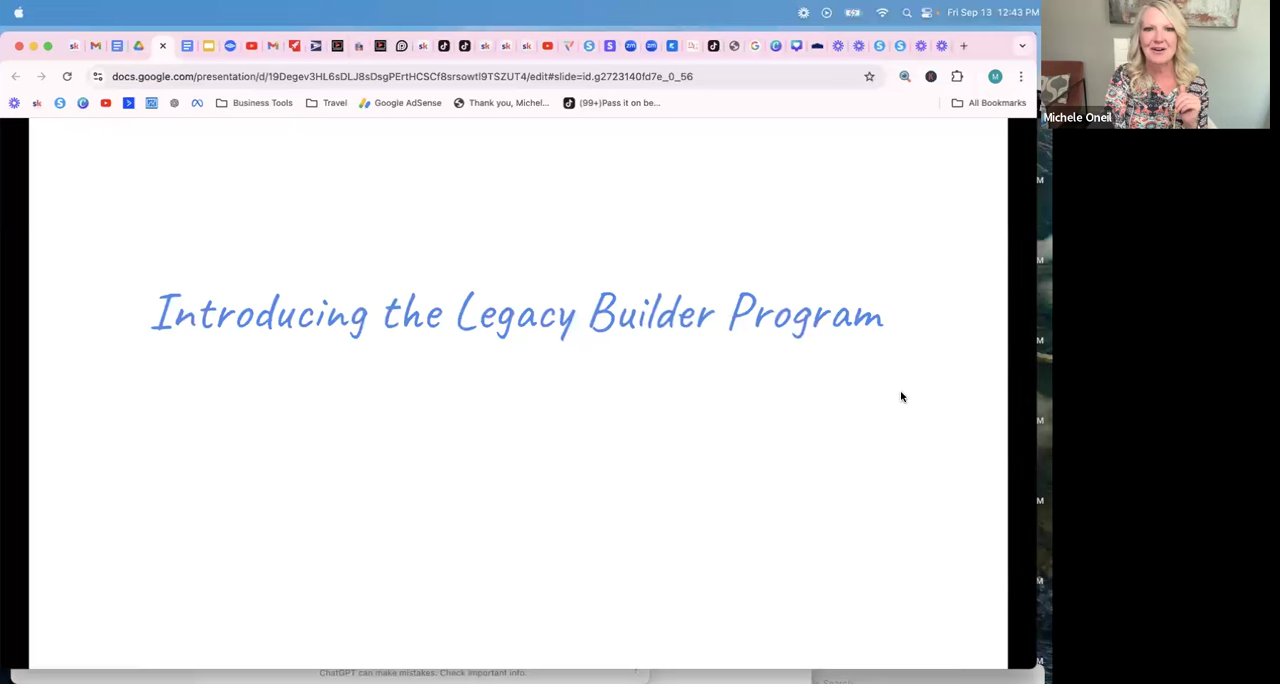 Fri Sep 13 12:43 PM
docs.google.com/presentation/d/19Degev3HL6sDLJ8sDsgPErtHCSCf8srsowtl9TSZUT4/edit#slide=id.g2723140fd7e_0_56
M
Business Tools
Travel
Google AdSense
Thank you, Michel...
(99+)Pass it on be...
All Bookmarks
Michele Oneil
Introducing the Legacy Builder Program
M
M
M
M
M
M
M
ChatGPT can make mistakes. Check important info.
Search